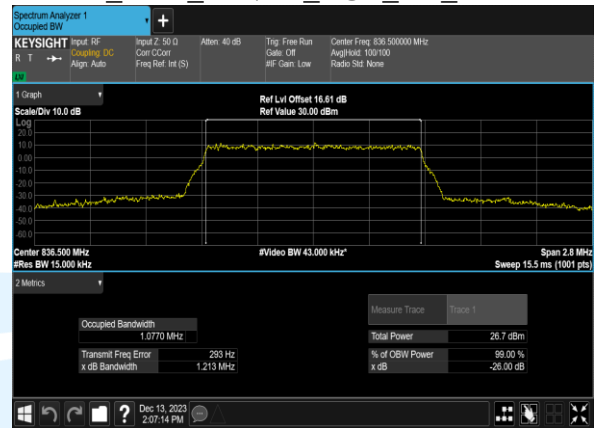 Spectrum Analyzer 1
Occupied BW
+
KEYSIGHT Input: RF Input Z: 50 Ω Atten: 40 dB Trig: Free Run Center Freq: 836.500000 MHz
R T Coupling: DC Corr CCorr Gate: Off Avg|Hold: 100/100
Align: Auto Freq Ref: Int (S) #IF Gain: Low Radio Std: None
LV
1 Graph
Ref Lvl Offset 16.61 dB
Scale/Div 10.0 dB Ref Value 30.00 dBm
Log
20.0
10.0
0.00
-10.0
-20.0
-30.0
-40.0
-50.0
-60.0
Center 836.500 MHz #Video BW 43.000 kHz* Span 2.8 MHz
#Res BW 15.000 kHz Sweep 15.5 ms (1001 pts)
2 Metrics
Measure Trace Trace 1
Occupied Bandwidth
1.0770 MHz Total Power 26.7 dBm
Transmit Freq Error 293 Hz % of OBW Power 99.00 %
x dB Bandwidth 1.213 MHz x dB -26.00 dB
? Dec 13, 2023
2:07:14 PM